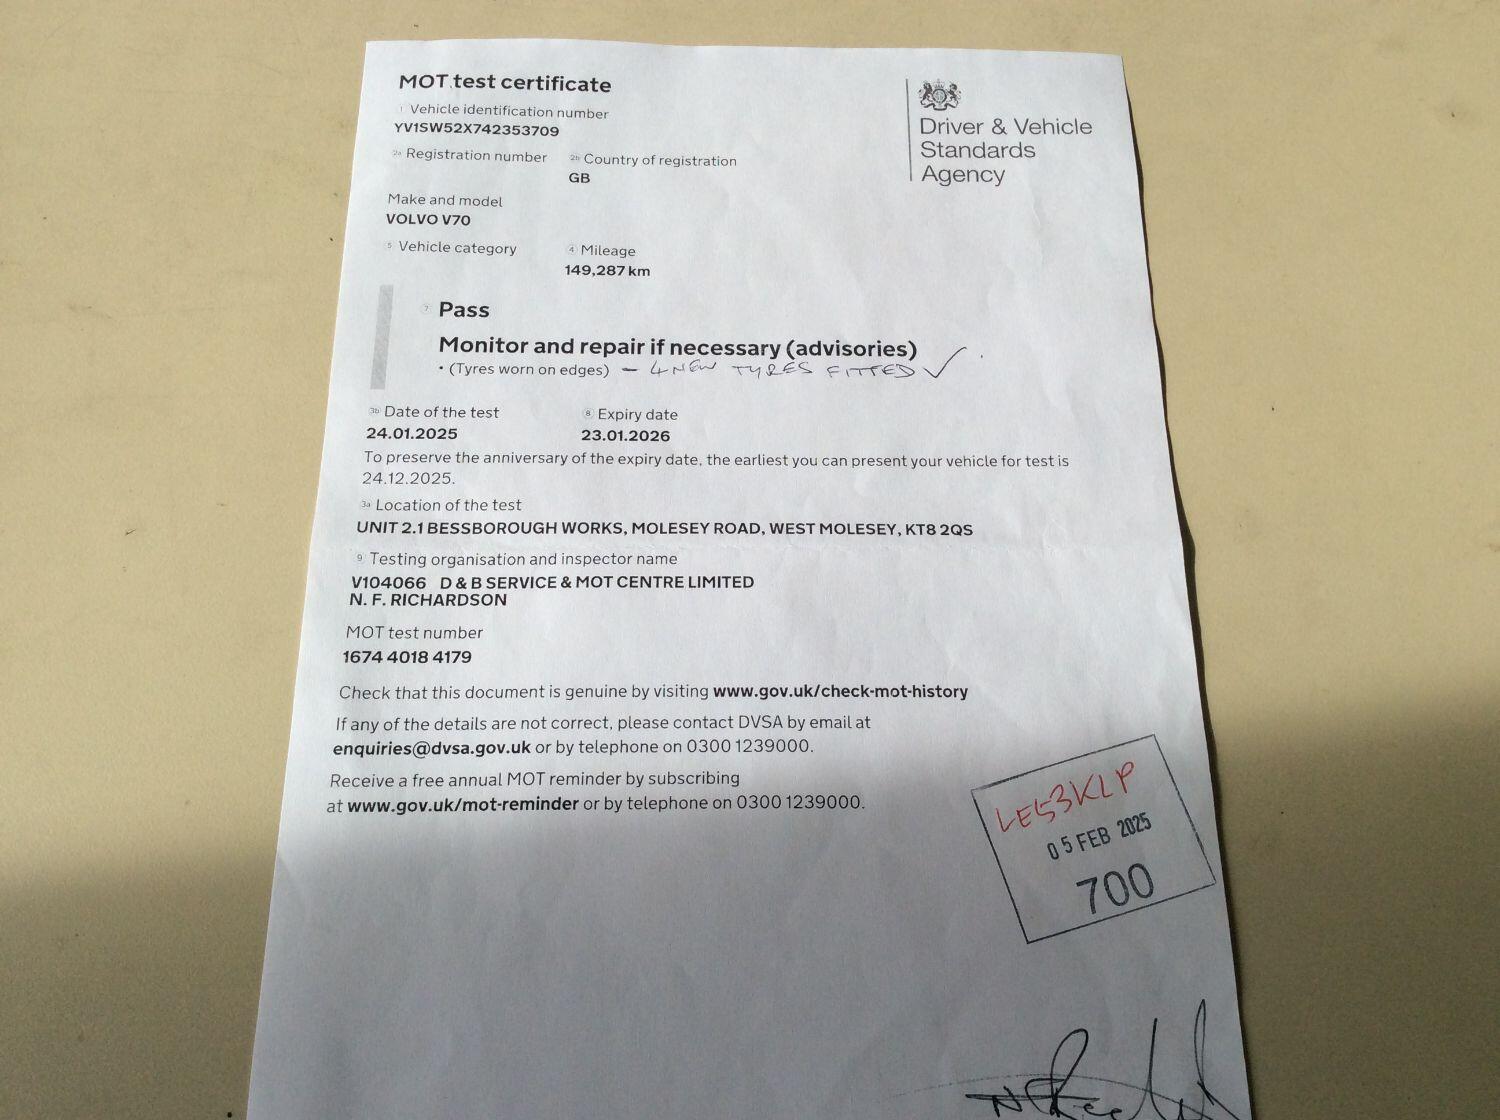 MOT test certificate
1 Vehicle identification number
YV1SW52X742353709
2a Registration number 2b Country of registration
GB
Make and model
VOLVO V70
5 Vehicle category 4 Mileage
149,287 km
7 Pass
Monitor and repair if necessary (advisories)
• (Tyres worn on edges) – 4 NEW TYRES FITTED ✓
3b Date of the test 8 Expiry date
24.01.2025 23.01.2026
To preserve the anniversary of the expiry date, the earliest you can present your vehicle for test is
24.12.2025.
3a Location of the test
UNIT 2.1 BESSBOROUGH WORKS, MOLESEY ROAD, WEST MOLESEY, KT8 2QS
9 Testing organisation and inspector name
V104066 D & B SERVICE & MOT CENTRE LIMITED
N. F. RICHARDSON
MOT test number
1674 4018 4179
Check that this document is genuine by visiting www.gov.uk/check-mot-history
If any of the details are not correct, please contact DVSA by email at
enquiries@dvsa.gov.uk or by telephone on 0300 1239000.
Receive a free annual MOT reminder by subscribing
at www.gov.uk/mot-reminder or by telephone on 0300 1239000.
Driver & Vehicle
Standards
Agency
LE53KLP
05 FEB 2025
700